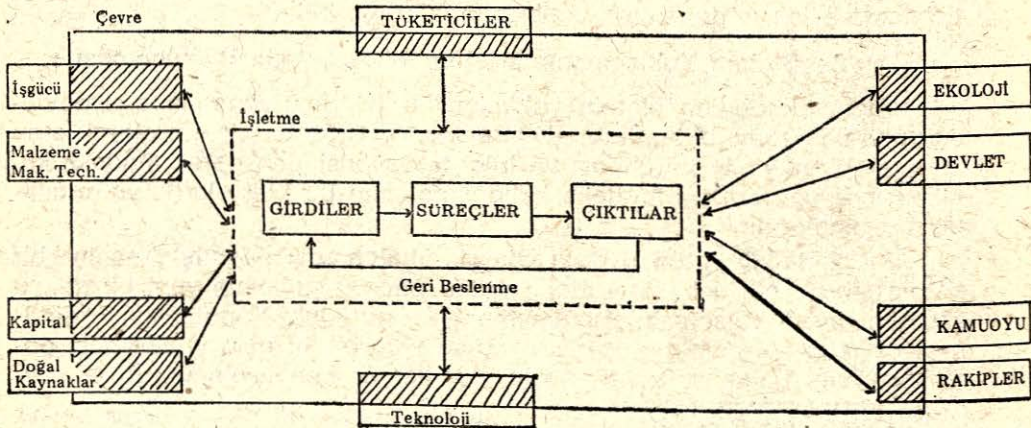 Çevre
TÜKETİCİLER
İşgücü
Malzeme
Mak. Teçh.
İşletme
GİRDİLER
SÜREÇLER
ÇIKTILAR
Geri Beslenme
EKOLOJİ
DEVLET
Kapital
Doğal
Kaynaklar
KAMUOYU
RAKİPLER
Teknoloji